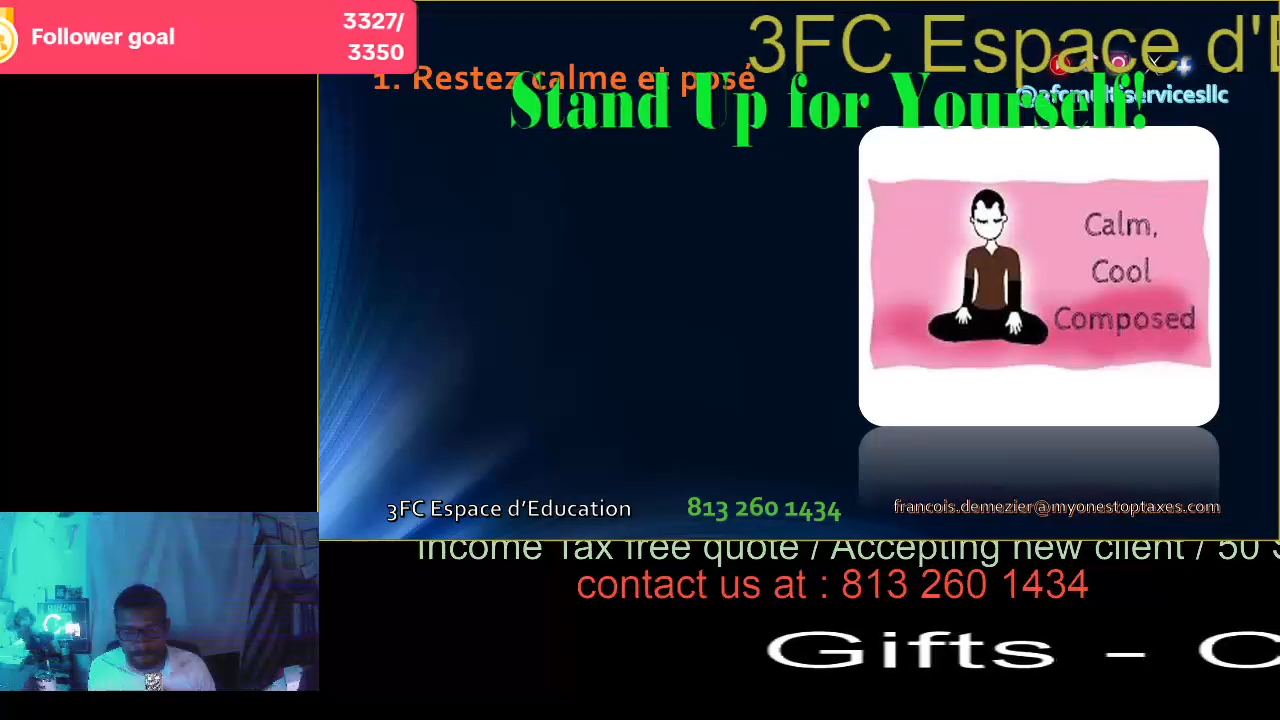 Follower goal
3327/
3350
3FC Espace d'E
1. Restez calme et posé
Stand Up for Yourself!
@afcmultiservicesllc
Calm,
Cool
Composed
3FC Espace d'Education
813 260 1434
francois.demezier@myonestoptaxes.com
Income Tax free quote / Accepting new client / 50 S
contact us at : 813 260 1434
Gifts - C